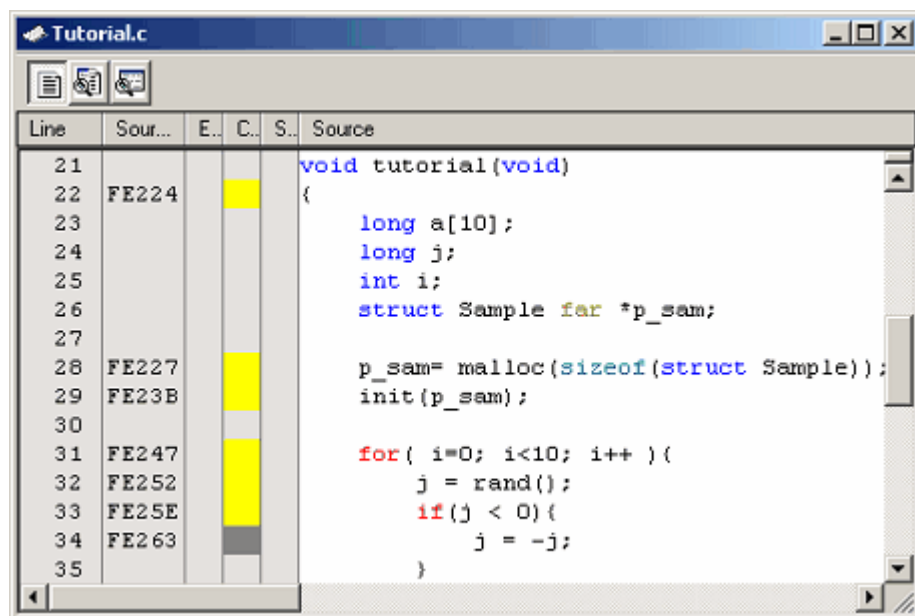 Tutorial.c
Line Sour... E.. C.. S.. Source
21 void tutorial(void)
22 FE224 {
23 long a[10];
24 long j;
25 int i;
26 struct Sample far *p_sam;
27
28 FE227 p_sam= malloc(sizeof(struct Sample));
29 FE23B init(p_sam);
30
31 FE247 for( i=0; i<10; i++ ){
32 FE252 j = rand();
33 FE25E if(j < 0){
34 FE263 j = -j;
35 }